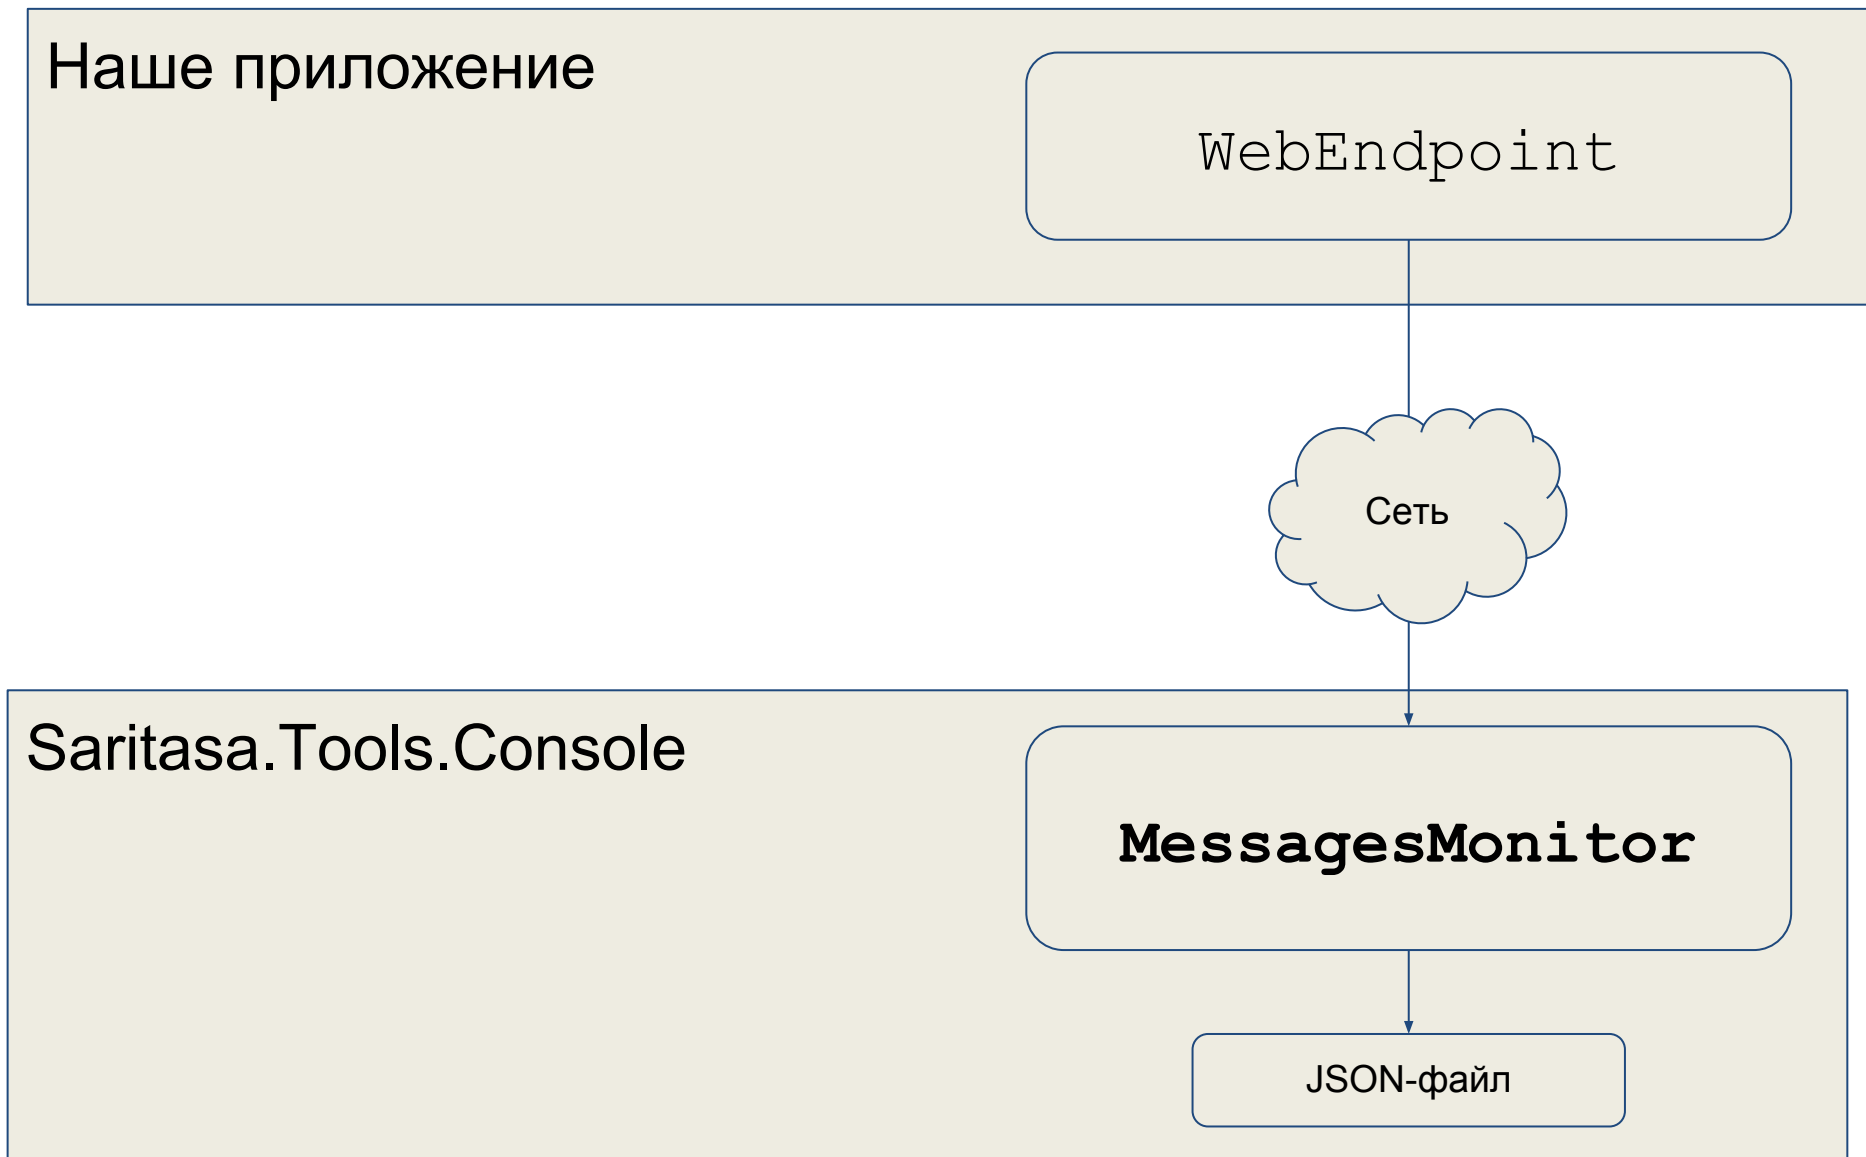 Наше приложение
WebEndpoint
Сеть
Saritasa.Tools.Console
MessagesMonitor
JSON-файл